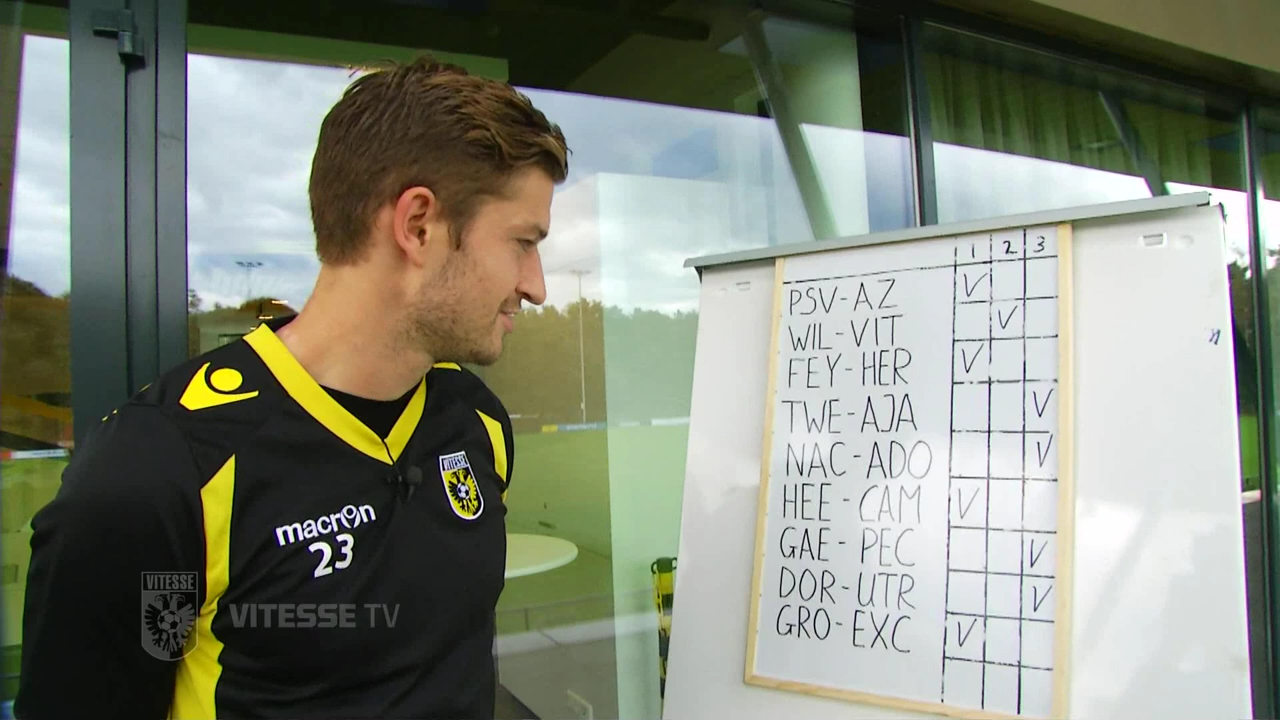 1 2 3
PSV-AZ V
WIL-VIT V
FEY-HER V
TWE-AJA V
NAC-ADO V
HEE-CAM V
GAE-PEC V
DOR-UTR V
GRO-EXC V
VITESSE
macron
23
VITESSE
VITESSE TV